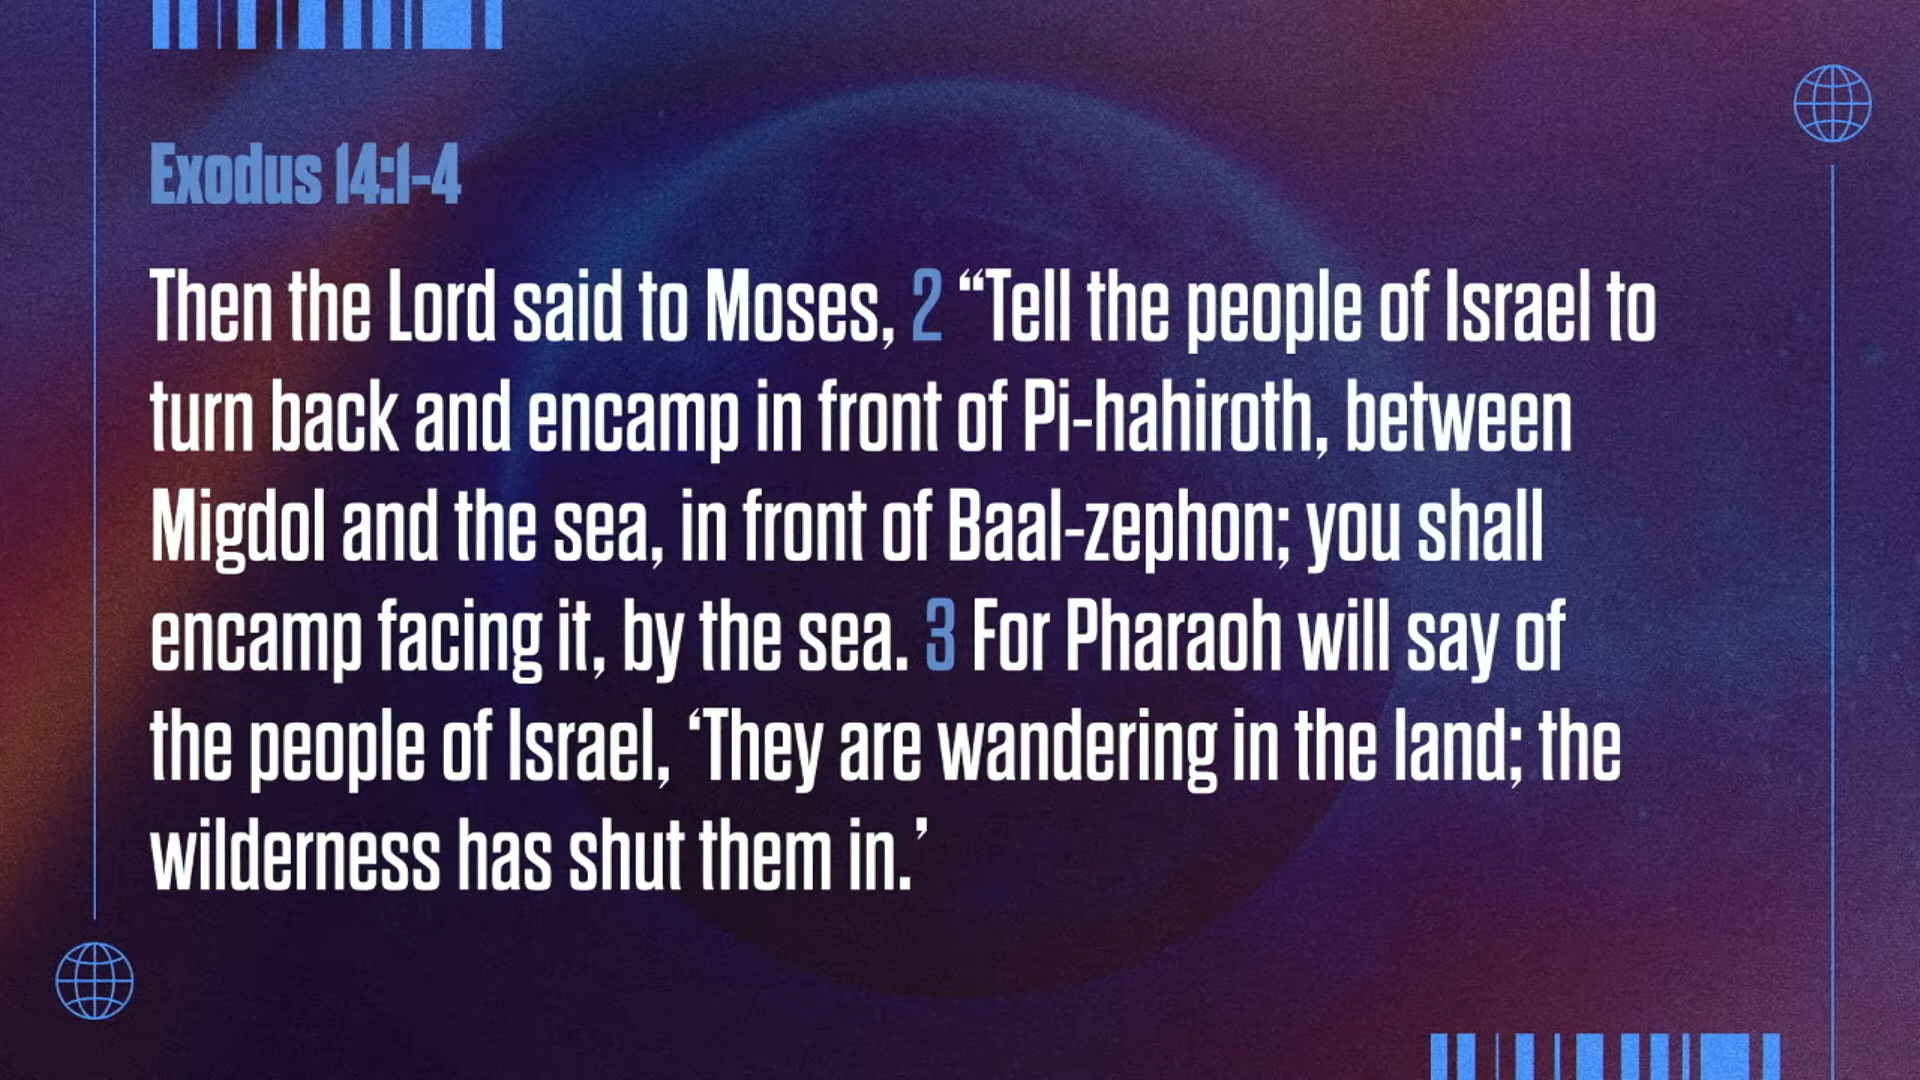 Exodus 14:1-4
Then the Lord said to Moses, 2 “Tell the people of Israel to
turn back and encamp in front of Pi-hahiroth, between
Migdol and the sea, in front of Baal-zephon; you shall
encamp facing it, by the sea. 3 For Pharaoh will say of
the people of Israel, ‘They are wandering in the land; the
wilderness has shut them in.’